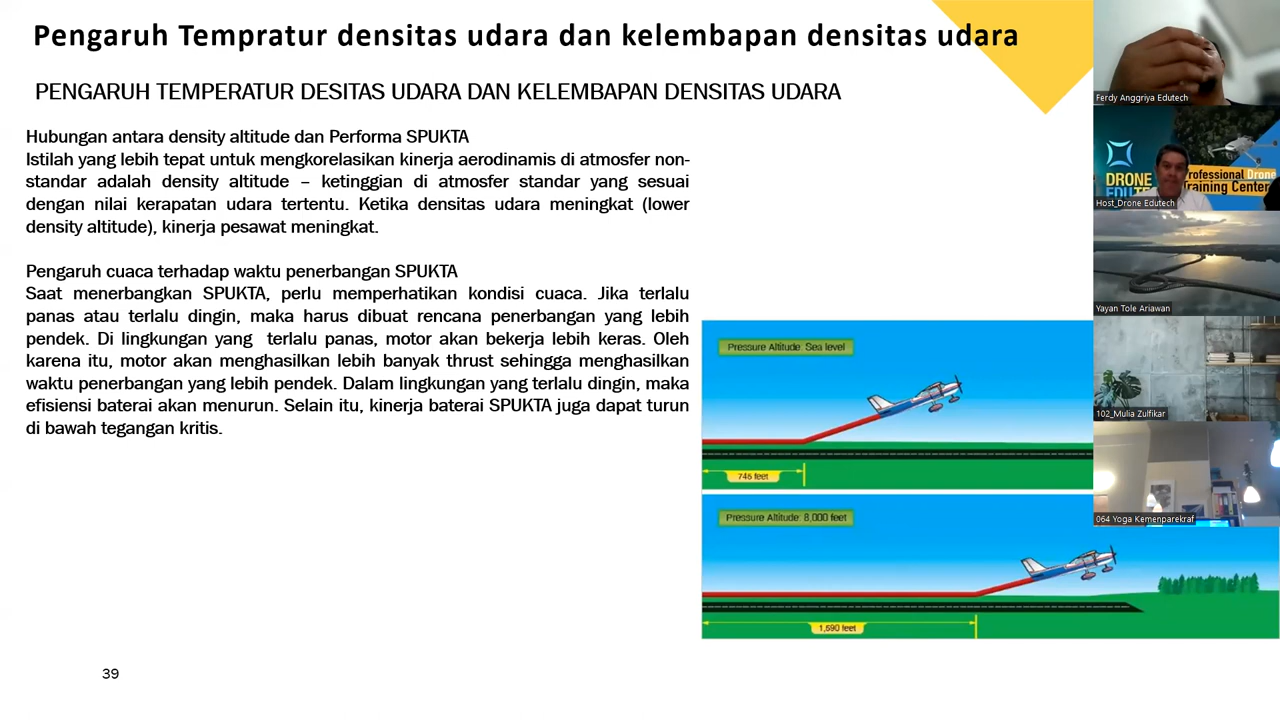 Pengaruh Tempratur densitas udara dan kelembapan densitas udara
PENGARUH TEMPERATUR DESITAS UDARA DAN KELEMBAPAN DENSITAS UDARA
Hubungan antara density altitude dan Performa SPUKTA
Istilah yang lebih tepat untuk mengkorelasikan kinerja aerodinamis di atmosfer non-
standar adalah density altitude – ketinggian di atmosfer standar yang sesuai
dengan nilai kerapatan udara tertentu. Ketika densitas udara meningkat (lower
density altitude), kinerja pesawat meningkat.
Pengaruh cuaca terhadap waktu penerbangan SPUKTA
Saat menerbangkan SPUKTA, perlu memperhatikan kondisi cuaca. Jika terlalu
panas atau terlalu dingin, maka harus dibuat rencana penerbangan yang lebih
pendek. Di lingkungan yang terlalu panas, motor akan bekerja lebih keras. Oleh
karena itu, motor akan menghasilkan lebih banyak thrust sehingga menghasilkan
waktu penerbangan yang lebih pendek. Dalam lingkungan yang terlalu dingin, maka
efisiensi baterai akan menurun. Selain itu, kinerja baterai SPUKTA juga dapat turun
di bawah tegangan kritis.
Pressure Altitude: Sea level
745 feet
Pressure Altitude: 8,000 feet
1,590 feet
39
Ferdy Anggriya Edutech
DRONE
EDUTE
rofessional Drone
Training Center
Host_Drone Edutech
Yayan Tole Ariawan
102_Mulia Zulfikar
064 Yoga Kemenparekraf